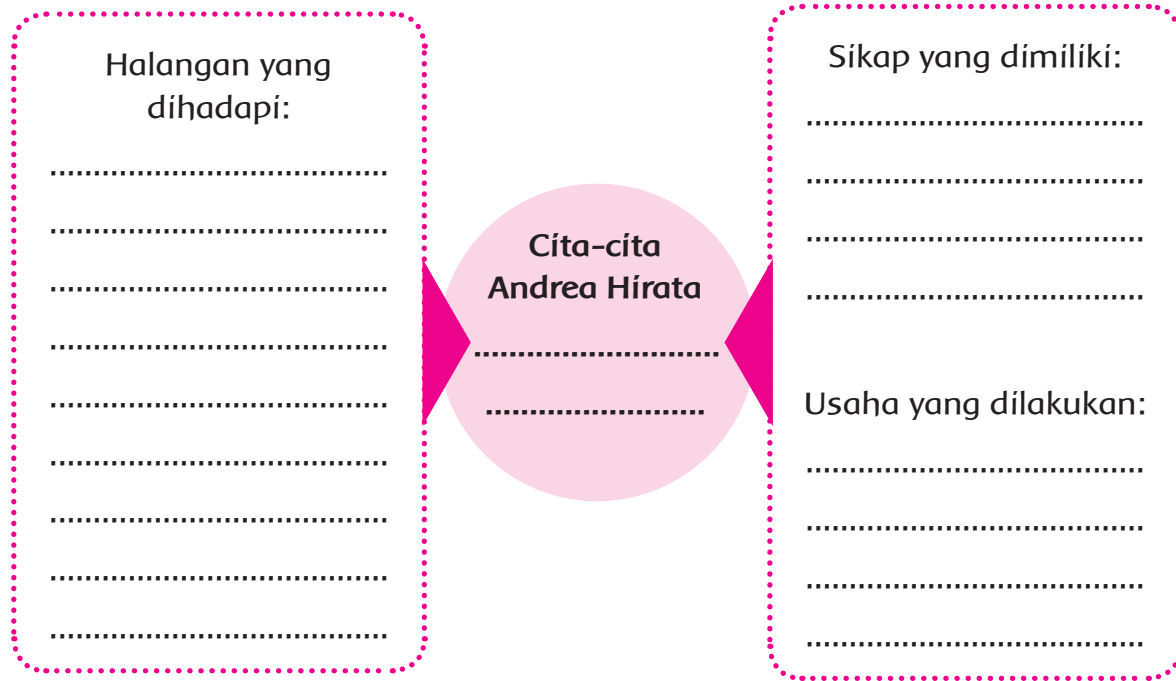 Halangan yang
dihadapi:
Cita-cita
Andrea Hirata
Sikap yang dimiliki:
Usaha yang dilakukan: